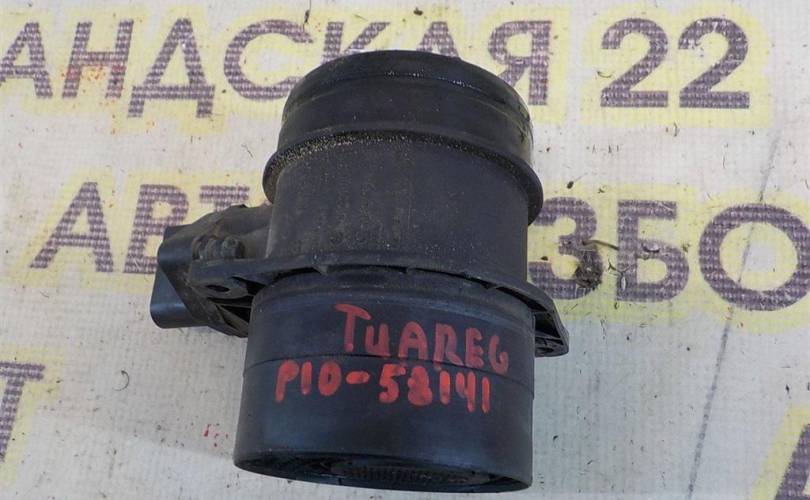 АНДСКАЯ 22
АВТ ЗБО
Т
TUAREG
P10-58141